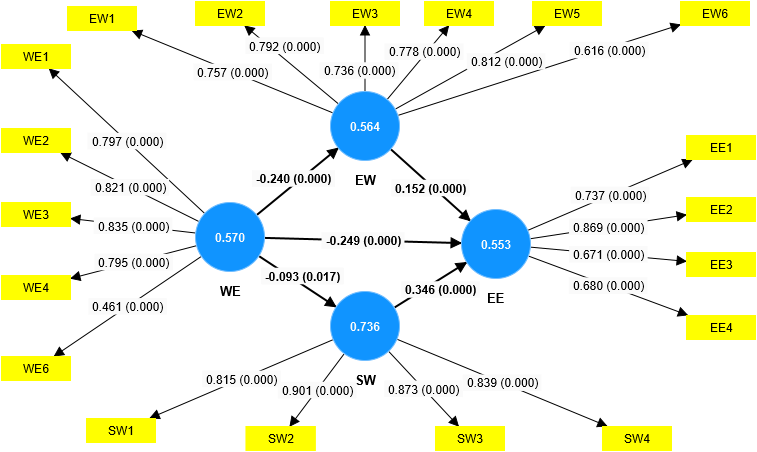 EW1
EW2
EW3
EW4
EW5
EW6
WE1
0.792 (0.000)
0.778 (0.000)
0.812 (0.000)
0.616 (0.000)
0.757 (0.000)
0.736 (0.000)
0.564
WE2
0.797 (0.000)
EE1
EW
0.821 (0.000)
-0.240 (0.000)
0.152 (0.000)
0.737 (0.000)
WE3
0.835 (0.000)
0.869 (0.000)
EE2
0.570
-0.249 (0.000)
0.553
0.795 (0.000)
0.671 (0.000)
EE3
WE4
-0.093 (0.017)
0.346 (0.000)
0.680 (0.000)
WE
EE
0.461 (0.000)
0.736
EE4
WE6
SW
0.815 (0.000)
0.901 (0.000)
0.873 (0.000)
0.839 (0.000)
SW1
SW2
SW3
SW4